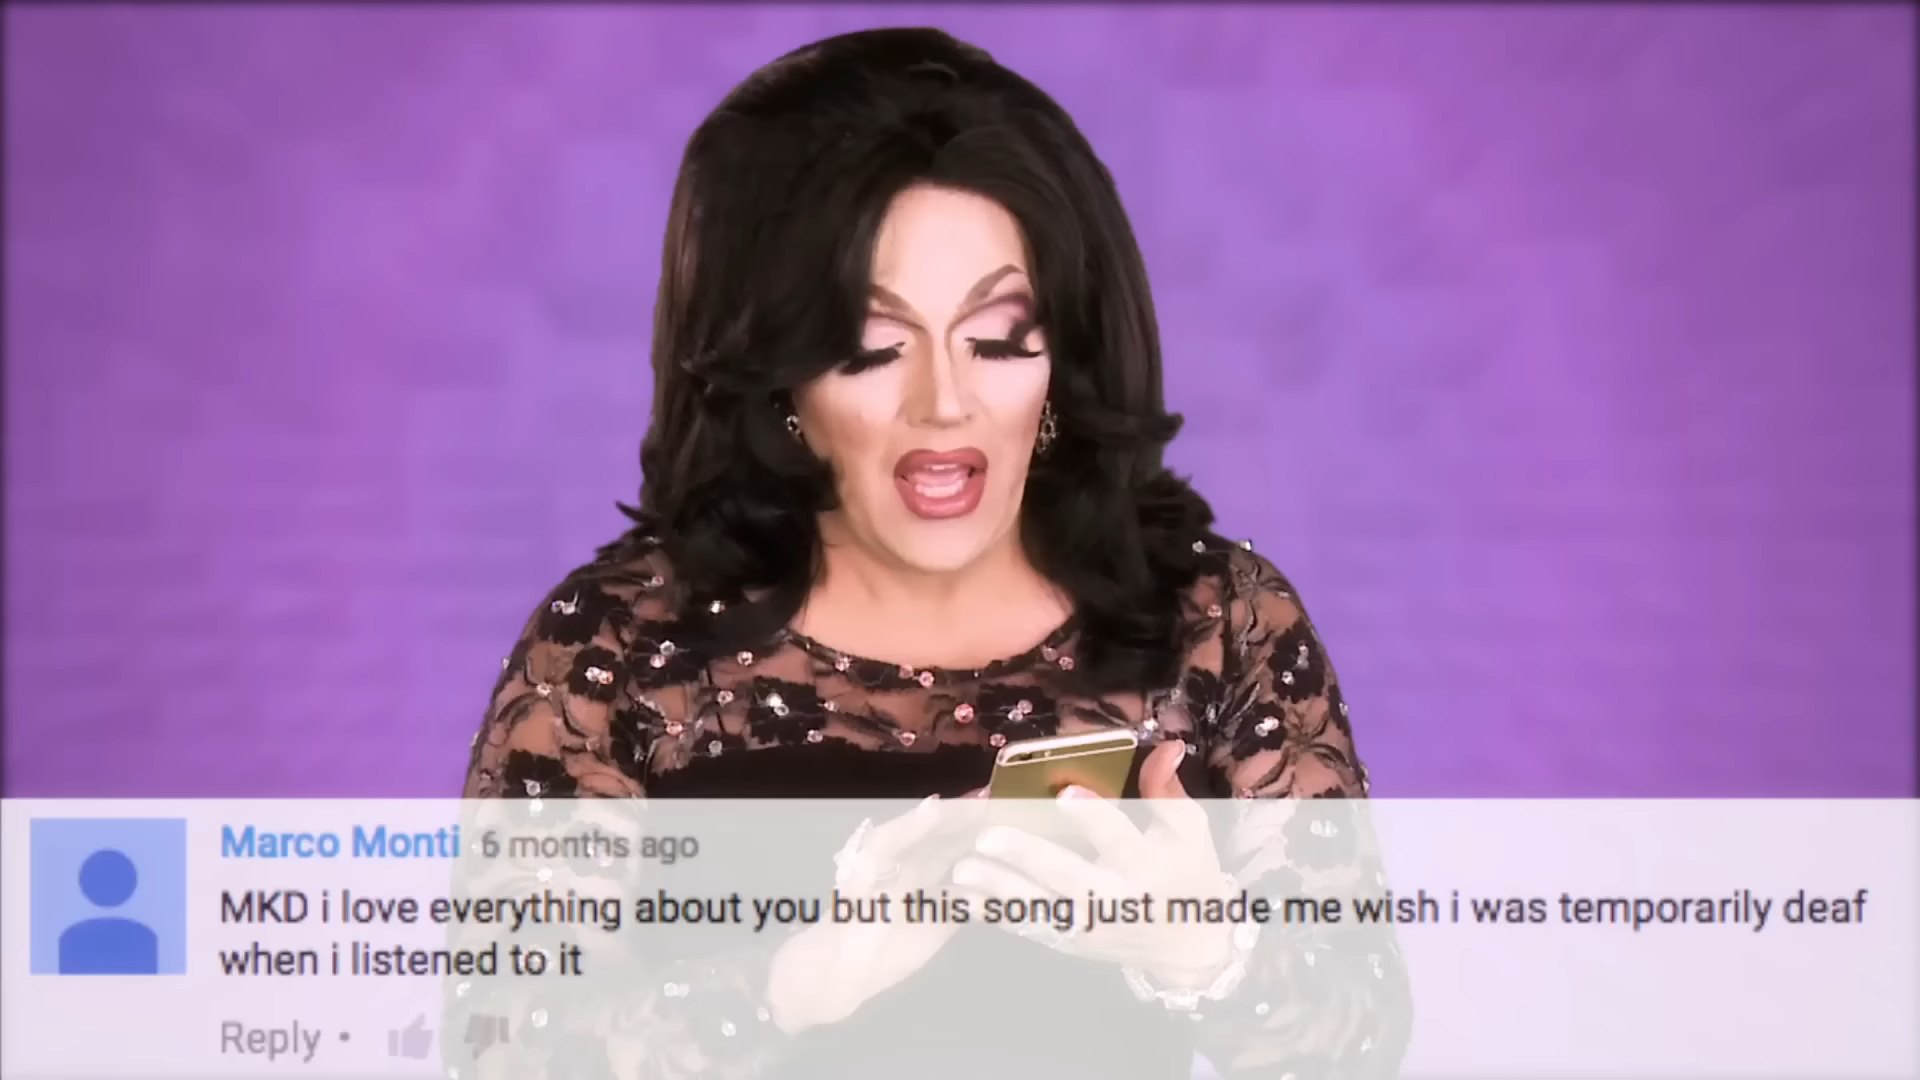 Marco Monti 6 months ago
MKD i love everything about you but this song just made me wish i was temporarily deaf
when i listened to it
Reply •